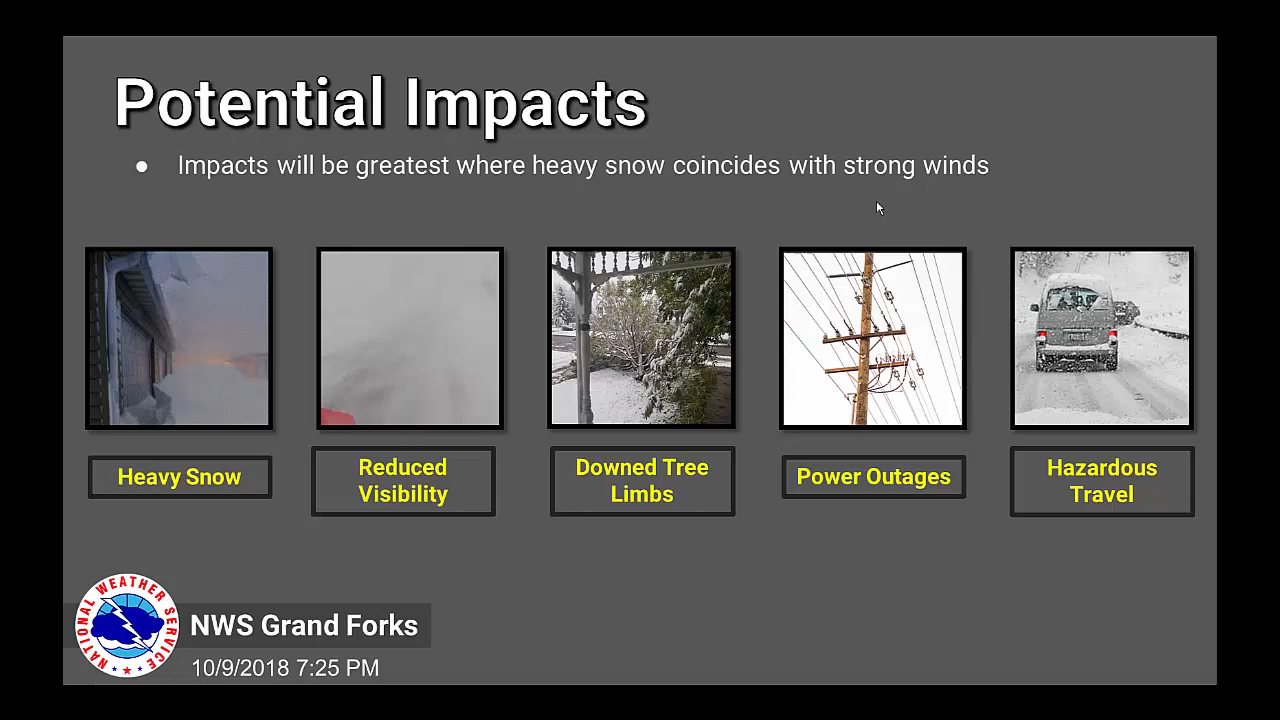 Potential Impacts
● Impacts will be greatest where heavy snow coincides with strong winds
Heavy Snow
Reduced
Visibility
Downed Tree
Limbs
Power Outages
Hazardous
Travel
NATIONAL WEATHER SERVICE
NWS Grand Forks
10/9/2018 7:25 PM